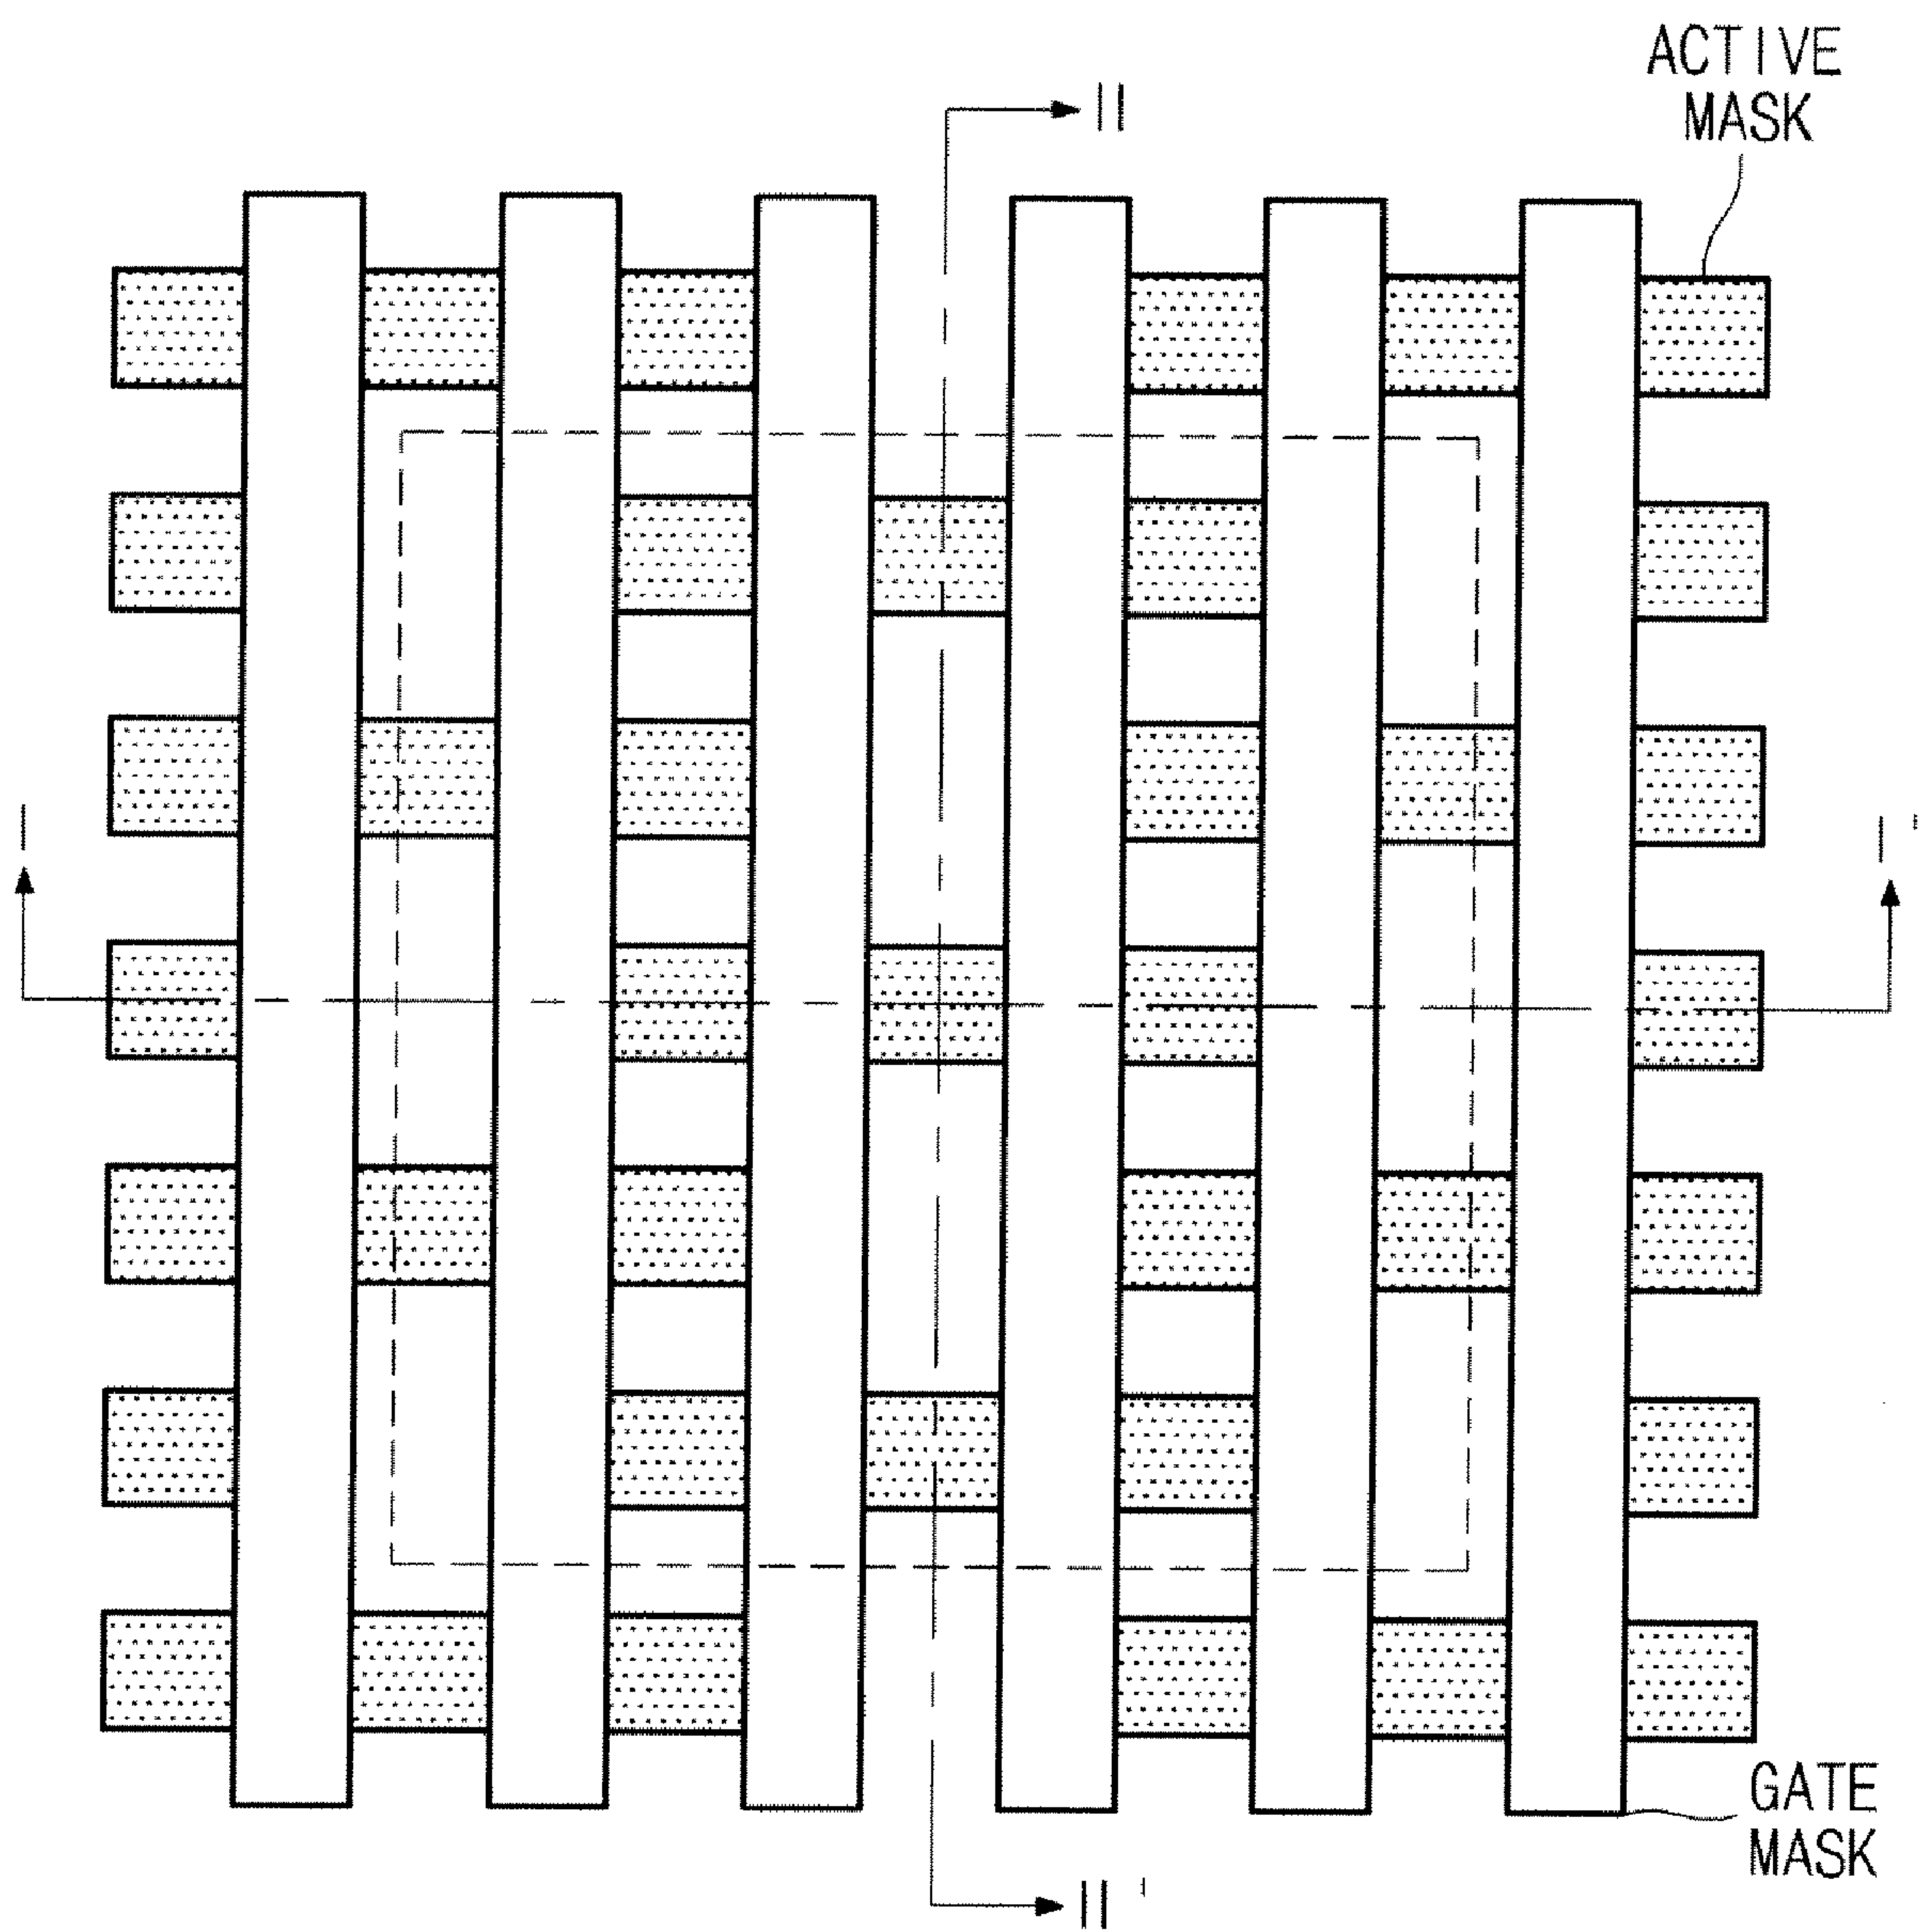 ACTIVE
MASK
II
I
I'
GATE
MASK
II'